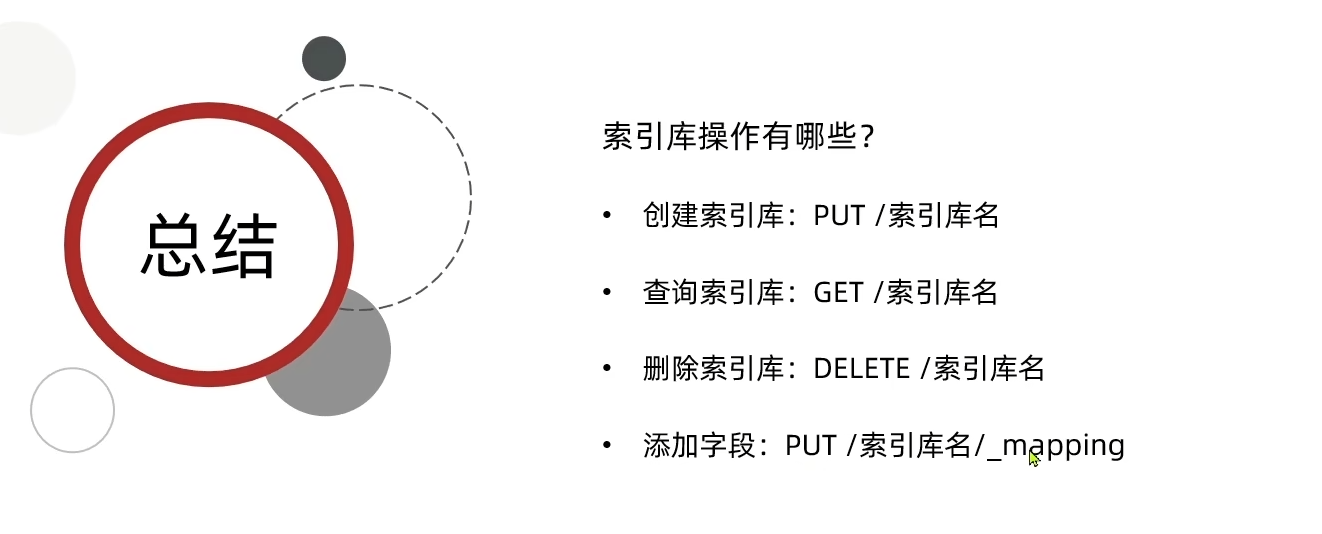 总结
索引库操作有哪些？
• 创建索引库：PUT /索引库名
• 查询索引库：GET /索引库名
• 删除索引库：DELETE /索引库名
• 添加字段：PUT /索引库名/_mapping